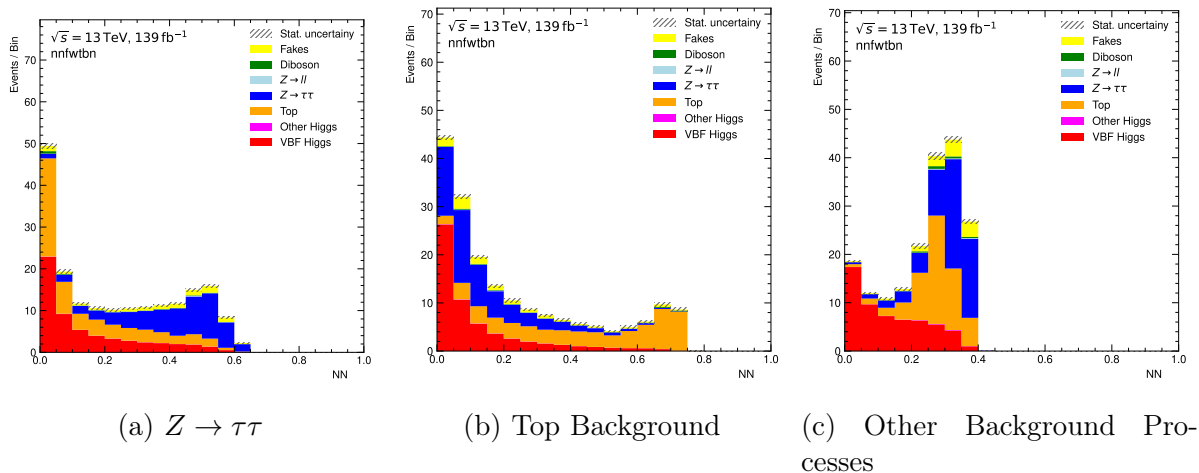 √s = 13 TeV, 139 fb⁻¹
nnfwtbn
Stat. uncertainy
Fakes
Diboson
Z → ll
Z → ττ
Top
Other Higgs
VBF Higgs
Events / Bin
70
60
50
40
30
20
10
0
0.0 0.2 0.4 0.6 0.8 1.0
NN
(a) Z → ττ
√s = 13 TeV, 139 fb⁻¹
nnfwtbn
Stat. uncertainy
Fakes
Diboson
Z → ll
Z → ττ
Top
Other Higgs
VBF Higgs
Events / Bin
70
60
50
40
30
20
10
0
0.0 0.2 0.4 0.6 0.8 1.0
NN
(b) Top Background
√s = 13 TeV, 139 fb⁻¹
nnfwtbn
Stat. uncertainy
Fakes
Diboson
Z → ll
Z → ττ
Top
Other Higgs
VBF Higgs
Events / Bin
70
60
50
40
30
20
10
0
0.0 0.2 0.4 0.6 0.8 1.0
NN
(c) Other Background Pro-
cesses